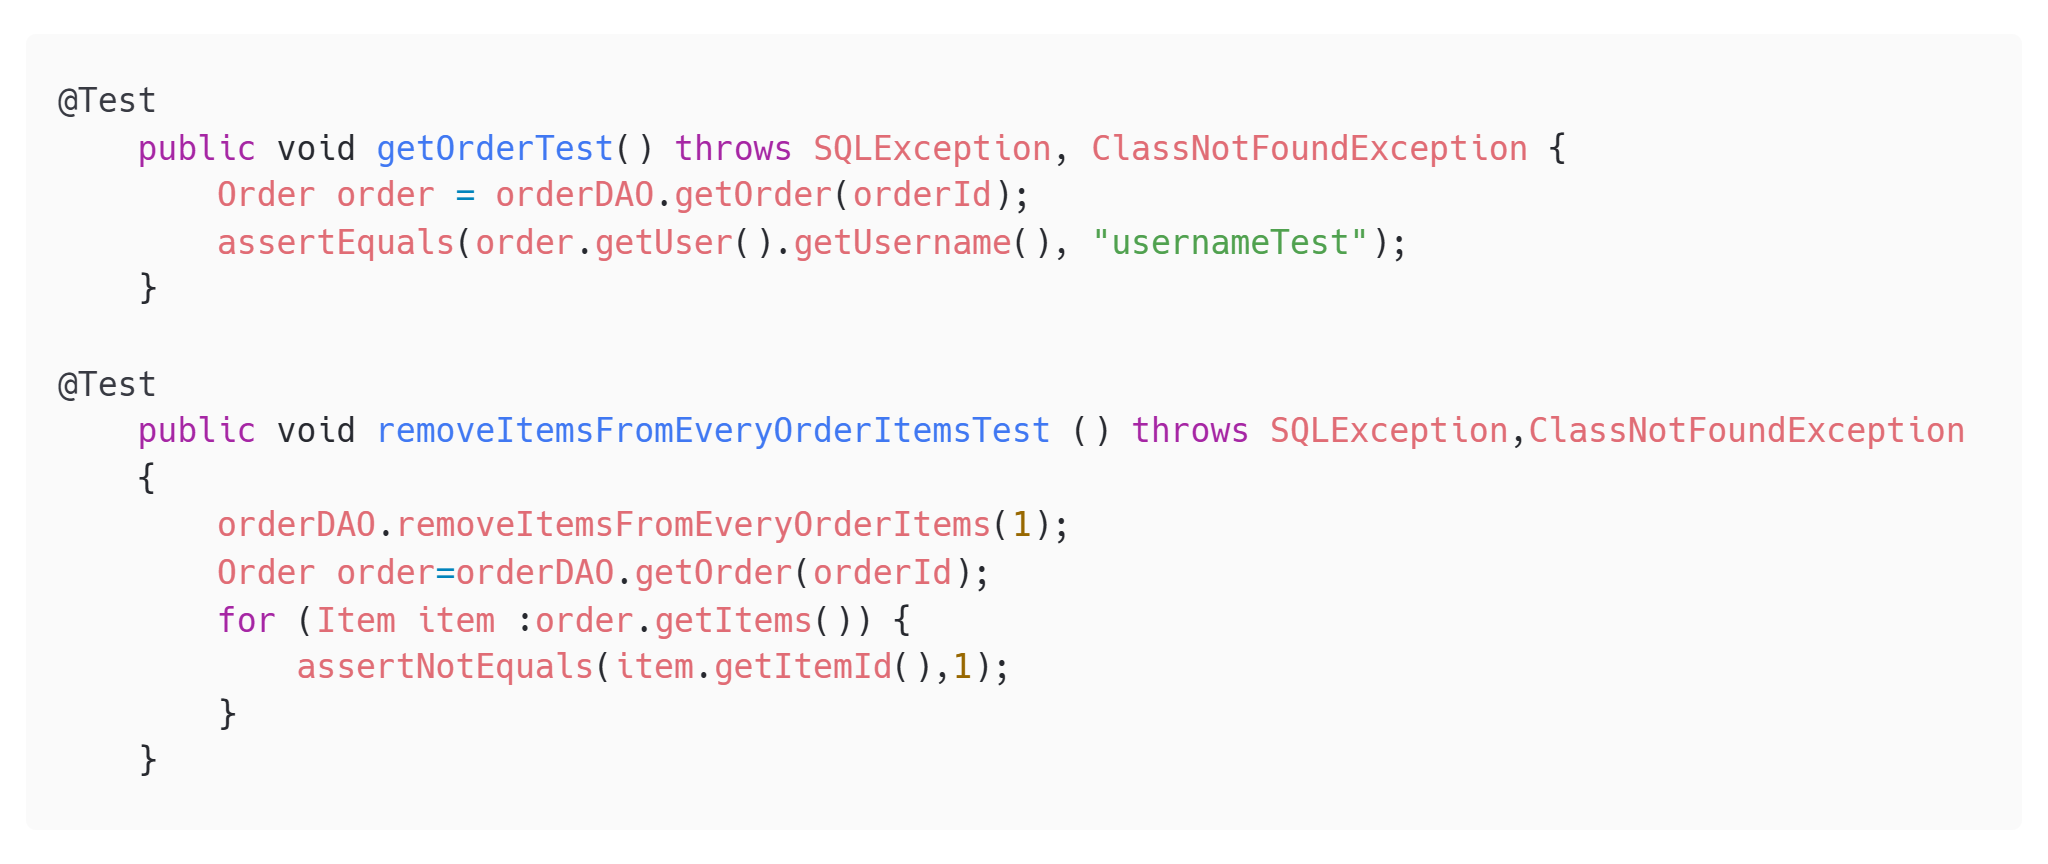 @Test
    public void getOrderTest() throws SQLException, ClassNotFoundException {
        Order order = orderDAO.getOrder(orderId);
        assertEquals(order.getUser().getUsername(), "usernameTest");
    }

@Test
    public void removeItemsFromEveryOrderItemsTest () throws SQLException,ClassNotFoundException
    {
        orderDAO.removeItemsFromEveryOrderItems(1);
        Order order=orderDAO.getOrder(orderId);
        for (Item item :order.getItems()) {
            assertNotEquals(item.getItemId(),1);
        }
    }